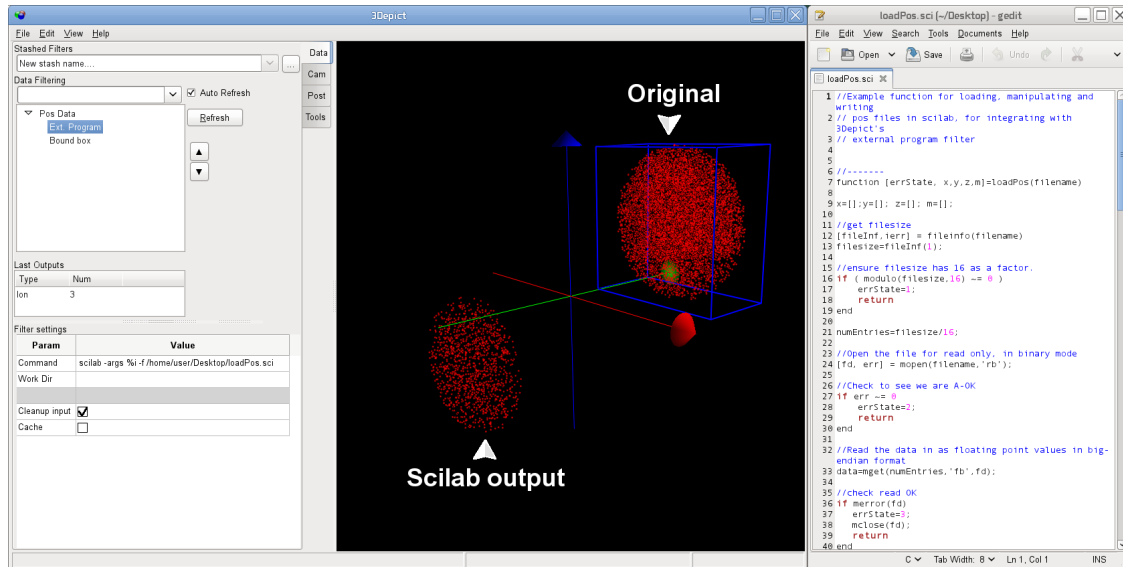 3Depict
File Edit View Help
Stashed Filters
New stash name....
...
Data Filtering
Auto Refresh
Pos Data
Ext. Program
Bound box
Refresh
Data
Cam
Post
Tools
Last Outputs
Type Num
Ion 3
Filter settings
Param Value
Command scilab -args %i -f /home/user/Desktop/loadPos.sci
Work Dir
Cleanup input
Cache
Original
Scilab output
loadPos.sci (~/Desktop) - gedit
File Edit View Search Tools Documents Help
Open Save Undo
loadPos.sci
1 //Example function for loading, manipulating and
writing
2 // pos files in scilab, for integrating with
3Depict's
3 // external program filter
4
5
6 //-------
7 function [errState, x,y,z,m]=loadPos(filename)
8
9 x=[];y=[]; z=[]; m=[];
10
11 //get filesize
12 [fileInf,ierr] = fileinfo(filename)
13 filesize=fileInf(1);
14
15 //ensure filesize has 16 as a factor.
16 if ( modulo(filesize,16) ~= 0 )
17 errState=1;
18 return
19 end
20
21 numEntries=filesize/16;
22
23 //Open the file for read only, in binary mode
24 [fd, err] = mopen(filename,'rb');
25
26 //Check to see we are A-OK
27 if err ~= 0
28 errState=2;
29 return
30 end
31
32 //Read the data in as floating point values in big-
endian format
33 data=mget(numEntries,'fb',fd);
34
35 //check read OK
36 if merror(fd)
37 errState=3;
38 mclose(fd);
39 return
40 end
C Tab Width: 8 Ln 1, Col 1 INS